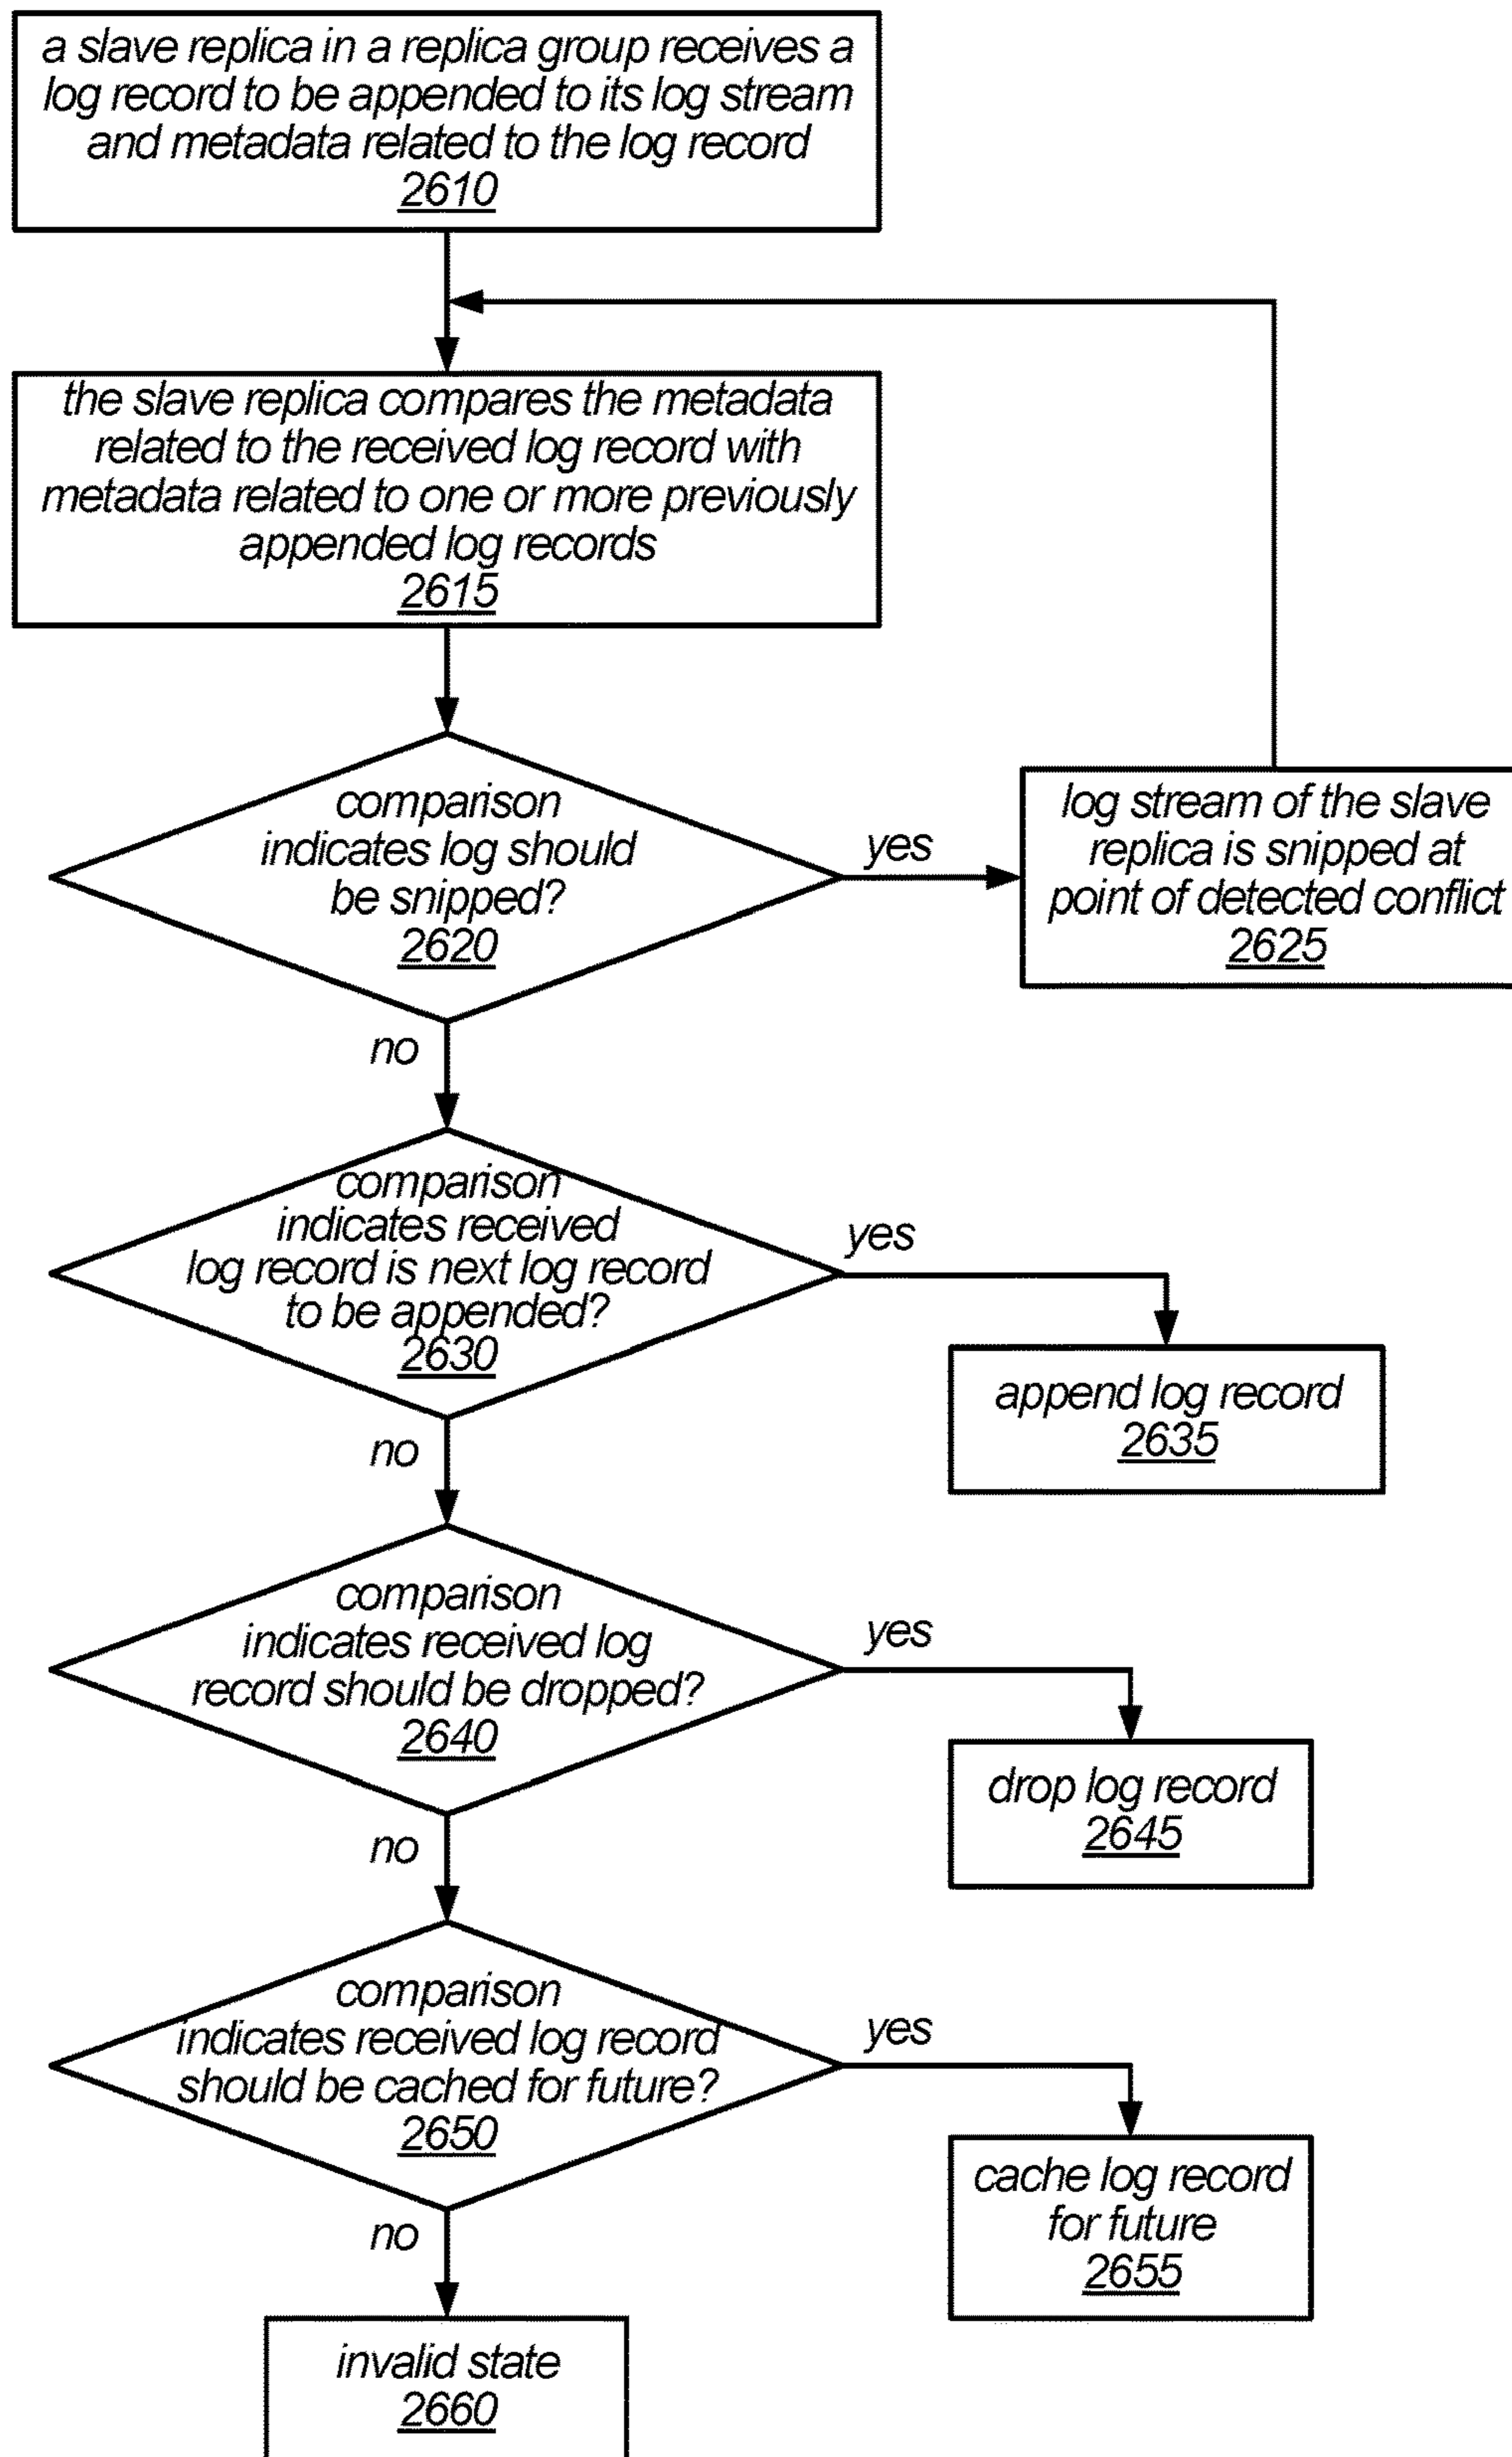 a slave replica in a replica group receives a
log record to be appended to its log stream
and metadata related to the log record
2610
the slave replica compares the metadata
related to the received log record with
metadata related to one or more previously
appended log records
2615
comparison
indicates log should
be snipped?
2620
yes
log stream of the slave
replica is snipped at
point of detected conflict
2625
no
comparison
indicates received
log record is next log record
to be appended?
2630
yes
append log record
2635
no
comparison
indicates received log
record should be dropped?
2640
yes
drop log record
2645
no
comparison
indicates received log record
should be cached for future?
2650
yes
cache log record
for future
2655
no
invalid state
2660